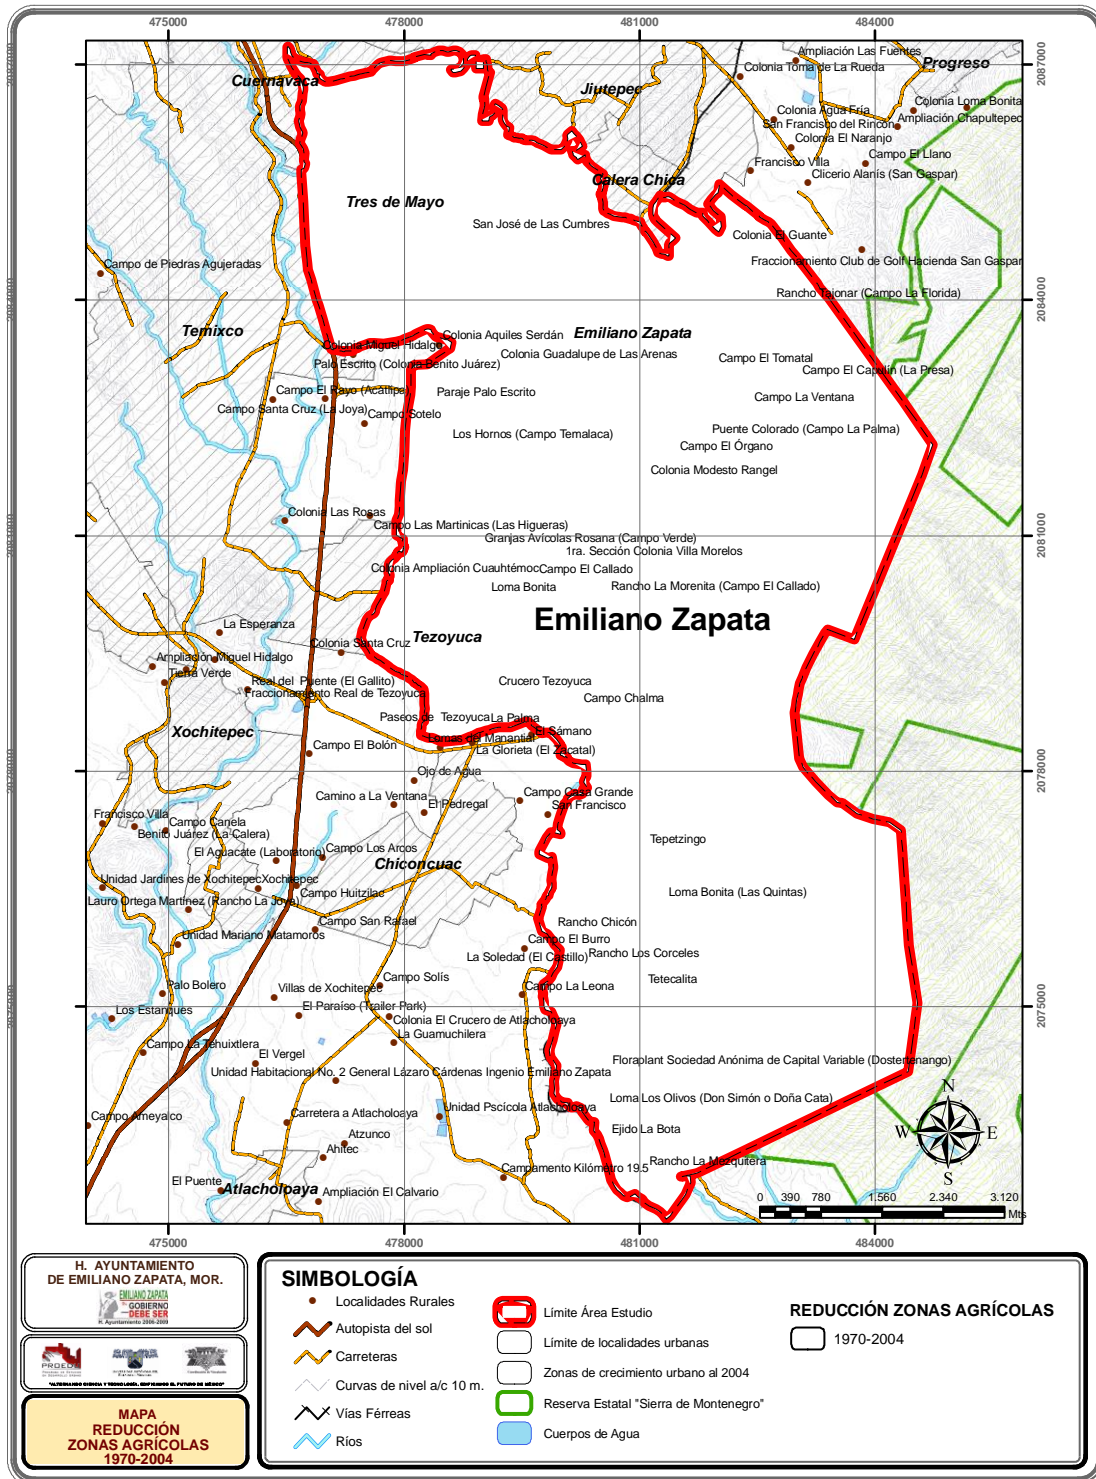 475000
478000
481000
484000
2087000
2087000
2084000
2084000
2081000
2081000
2078000
2078000
2075000
2075000
Ampliación Las Fuentes
Progreso
Colonia Toma de La Rueda
Cuernavaca
Jiutepec
Colonia Loma Bonita
Colonia Agua Fría
San Francisco del Rincón
Ampliación Chapultepec
Colonia El Naranjo
Campo El Llano
Francisco Villa
Clicerio Alanís (San Gaspar)
Calera Chica
Tres de Mayo
San José de Las Cumbres
Colonia El Guante
Campo de Piedras Agujeradas
Fraccionamiento Club de Golf Hacienda San Gaspar
Rancho Tajonar (Campo La Florida)
Temixco
Emiliano Zapata
Colonia Aquiles Serdán
Colonia Miguel Hidalgo
Colonia Guadalupe de Las Arenas
Campo El Tomatal
Palo Escrito (Colonia Benito Juárez)
Campo El Capulín (La Presa)
Campo El Rayo (Acatlipa)
Paraje Palo Escrito
Campo La Ventana
Campo Santa Cruz (La Joya)
Campo Sotelo
Los Hornos (Campo Temalaca)
Puente Colorado (Campo La Palma)
Campo El Órgano
Colonia Modesto Rangel
Colonia Las Rosas
Campo Las Martinicas (Las Higueras)
Granjas Avícolas Rosana (Campo Verde)
1ra. Sección Colonia Villa Morelos
Colonia Ampliación Cuauhtémoc
Campo El Callado
Loma Bonita
Rancho La Morenita (Campo El Callado)
Emiliano Zapata
La Esperanza
Tezoyuca
Colonia Santa Cruz
Ampliación Miguel Hidalgo
Tierra Verde
Real del Puente (El Gallito)
Crucero Tezoyuca
Fraccionamiento Real de Tezoyuca
Campo Chalma
Paseos de Tezoyuca
La Palma
Xochitepec
El Sámano
Lomas del Manantial
Campo El Bolón
La Glorieta (El Zacatal)
Ojo de Agua
Camino a La Ventana
Campo Casa Grande
El Pedregal
San Francisco
Francisco Villa
Campo Canela
Benito Juárez (La Calera)
Tepetzingo
El Aguacate (Laboratorio)
Campo Los Arcos
Chiconcuac
Unidad Jardines de Xochitepec
Xochitepec
Campo Huitzilac
Loma Bonita (Las Quintas)
Lauro Ortega Martínez (Rancho La Joya)
Campo San Rafael
Rancho Chicón
Unidad Mariano Matamoros
Campo El Burro
La Soledad (El Castillo)
Rancho Los Corceles
Campo Solís
Tetecalita
Palo Bolero
Villas de Xochitepec
Campo La Leona
Los Estanques
El Paraíso (Trailer Park)
Colonia El Crucero de Atlacholoaya
La Guamuchilera
Campo La Tehuixtlera
El Vergel
Floraplant Sociedad Anónima de Capital Variable (Dostenenango)
Unidad Habitacional No. 2 General Lázaro Cárdenas Ingenio Emiliano Zapata
Loma Los Olivos (Don Simón o Doña Cata)
Unidad Pscícola Atlacholoaya
Campo Ameyalco
Carretera a Atlacholoaya
Ejido La Bota
Atzunco
Ahitec
Rancho La Mezquitera
Campamento Kilómetro 19.5
El Puente
Atlacholoaya
Ampliación El Calvario
N
W
E
S
0 390 780 1.560 2.340 3.120
Mts
475000
478000
481000
484000
H. AYUNTAMIENTO
DE EMILIANO ZAPATA, MOR.
EMILIANO ZAPATA
GOBIERNO
DEBE SER
H. Ayuntamiento 2006-2009
PROEDU
"ALTERNANDO CIENCIA Y TECNOLOGÍA, EDIFICAMOS EL FUTURO DE MÉXICO"
MAPA
REDUCCIÓN
ZONAS AGRÍCOLAS
1970-2004
SIMBOLOGÍA
Localidades Rurales
Autopista del sol
Carreteras
Curvas de nivel a/c 10 m.
Vías Férreas
Ríos
Límite Área Estudio
Límite de localidades urbanas
Zonas de crecimiento urbano al 2004
Reserva Estatal "Sierra de Montenegro"
Cuerpos de Agua
REDUCCIÓN ZONAS AGRÍCOLAS
1970-2004